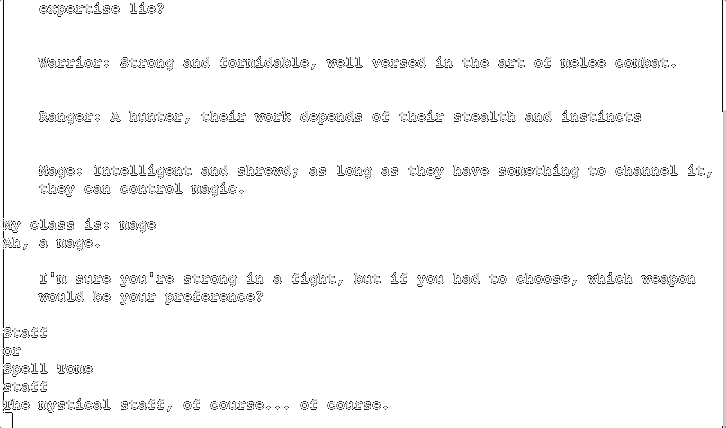 expertise lie?
Warrior: Strong and formidable, well versed in the art of melee combat.
Ranger: A hunter, their work depends of their stealth and instincts
Mage: Intelligent and shrewd; as long as they have something to channel it,
they can control magic.
My class is: mage
Ah, a mage.
I'm sure you're strong in a fight, but if you had to choose, which weapon
would be your preference?
Staff
or
Spell Tome
staff
The mystical staff, of course... of course.